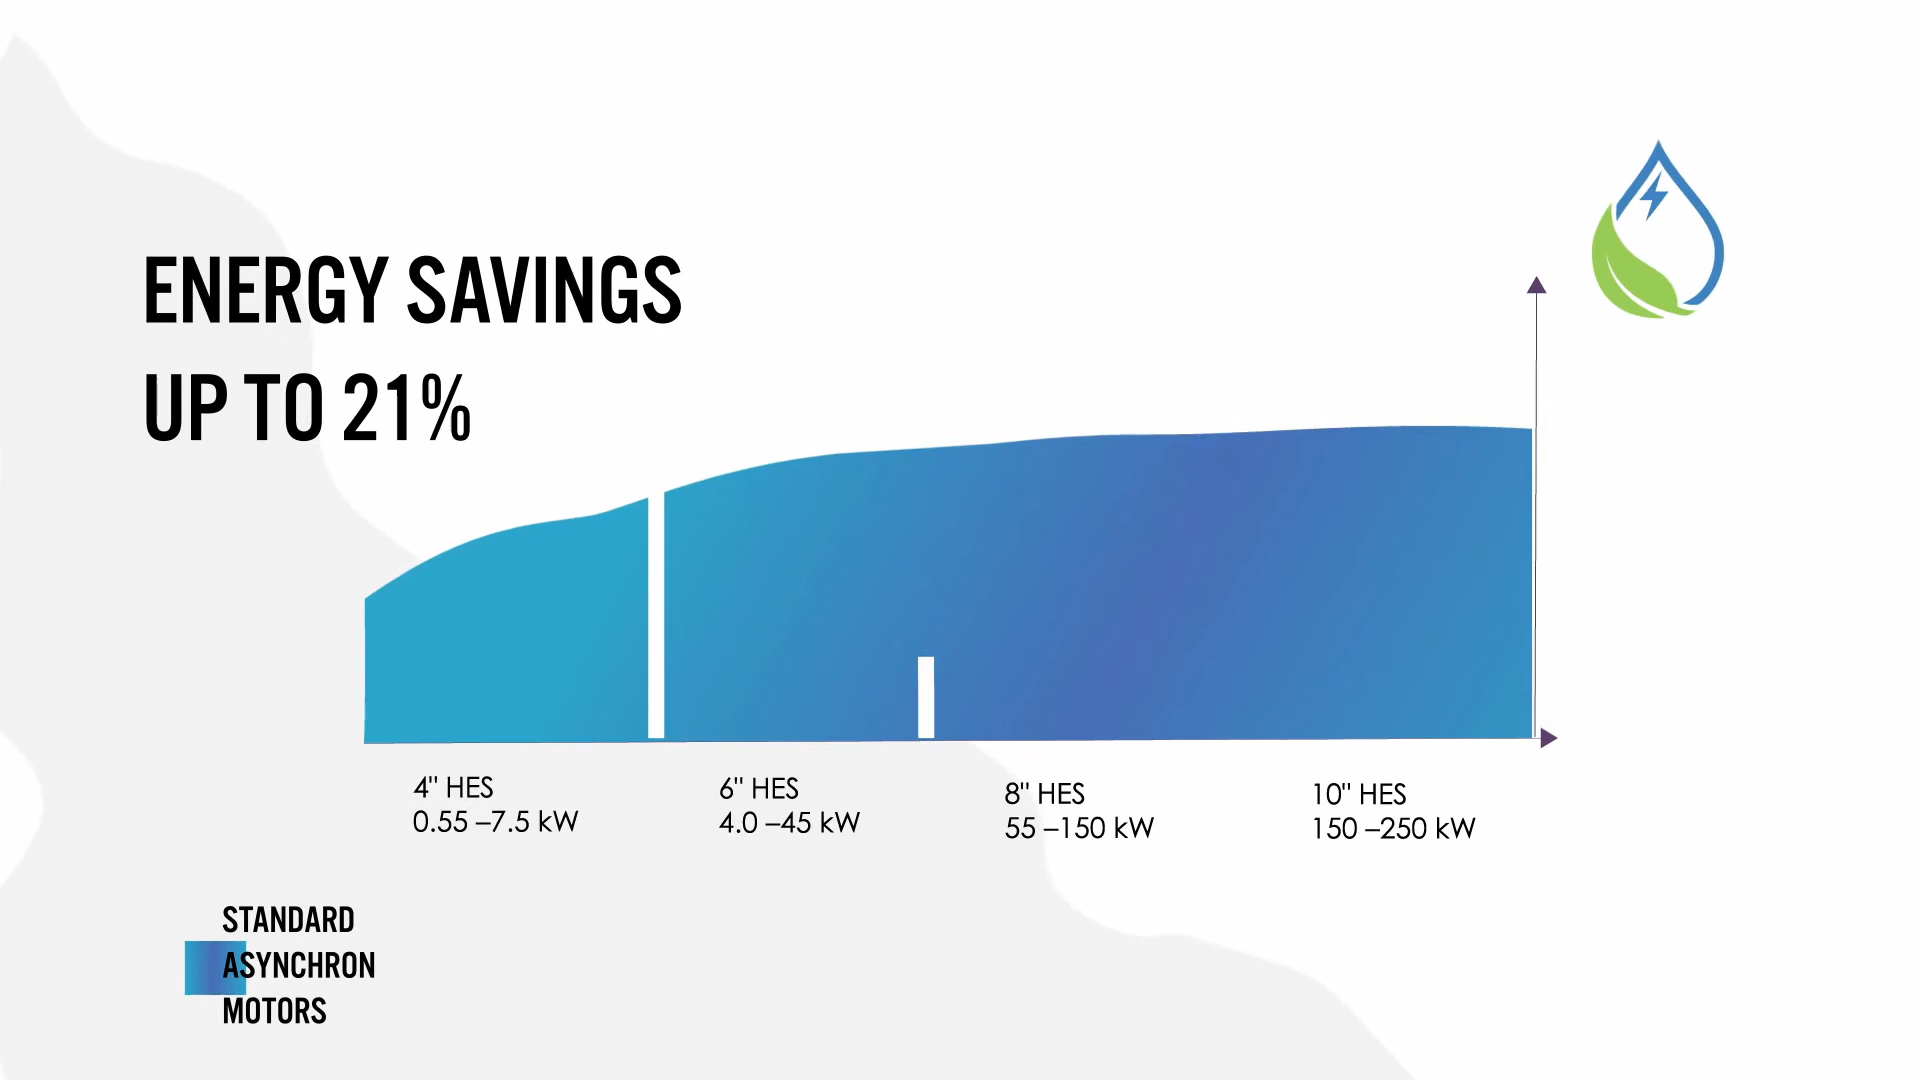 ENERGY SAVINGS
UP TO 21%
4" HES
0.55 –7.5 kW
6" HES
4.0 –45 kW
8" HES
55 –150 kW
10" HES
150 –250 kW
STANDARD
ASYNCHRON
MOTORS